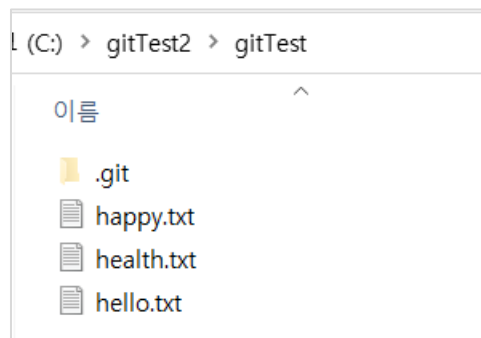 (C:) > gitTest2 > gitTest
이름
.git
happy.txt
health.txt
hello.txt